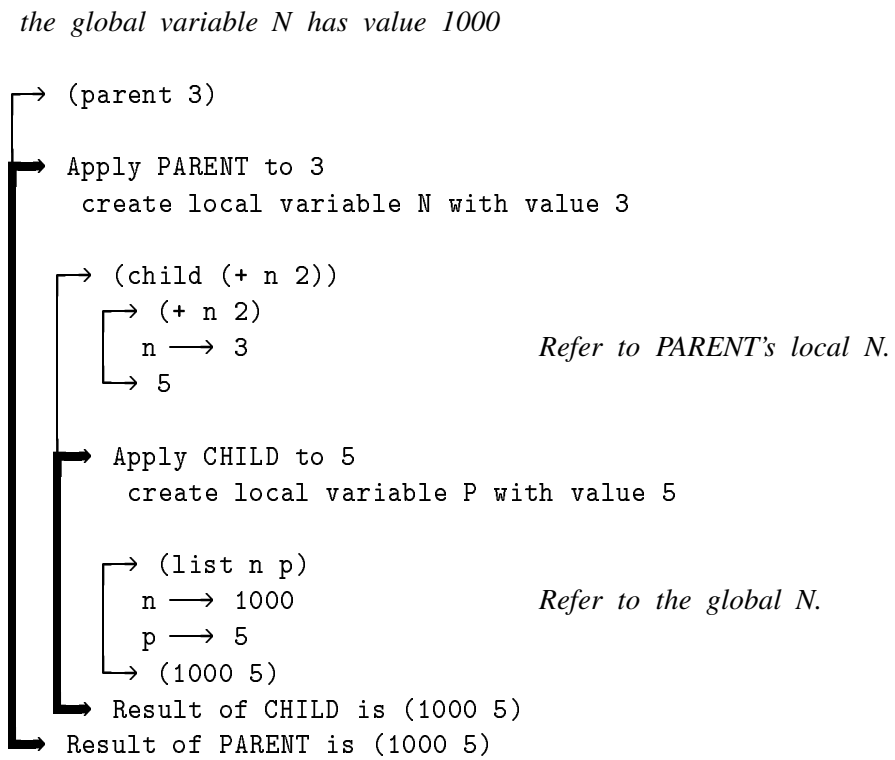 the global variable N has value 1000
→ (parent 3)
→ Apply PARENT to 3
create local variable N with value 3
→ (child (+ n 2))
→ (+ n 2)
n → 3 Refer to PARENT's local N.
→ 5
→ Apply CHILD to 5
create local variable P with value 5
→ (list n p)
n → 1000 Refer to the global N.
p → 5
→ (1000 5)
→ Result of CHILD is (1000 5)
→ Result of PARENT is (1000 5)